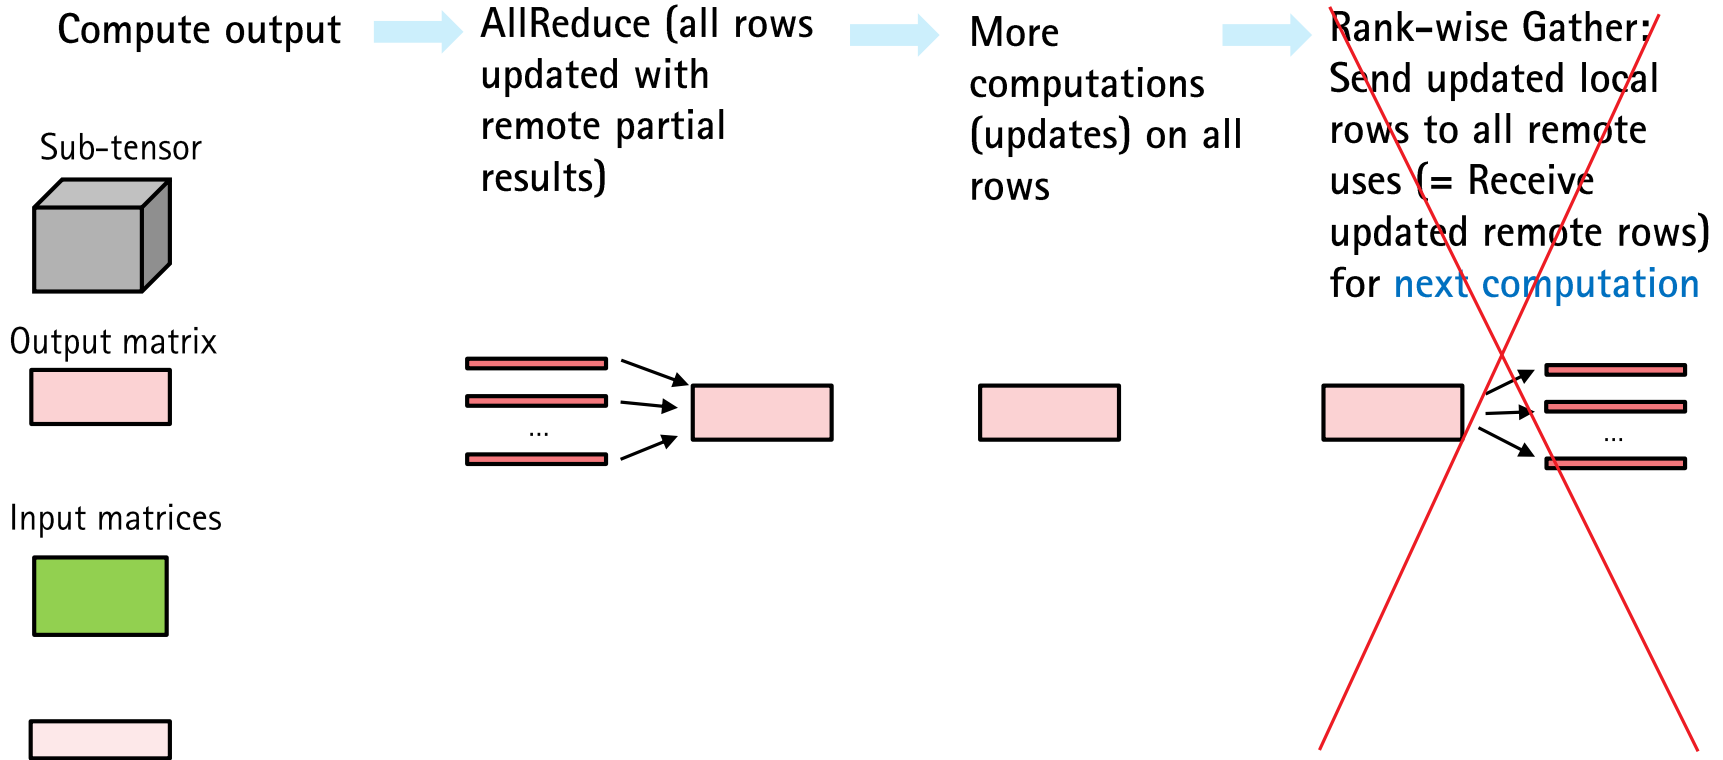 Compute output
AllReduce (all rows
updated with
remote partial
results)
More
computations
(updates) on all
rows
Rank-wise Gather:
Send updated local
rows to all remote
uses (= Receive
updated remote rows)
for next computation
Sub-tensor
Output matrix
...
...
Input matrices